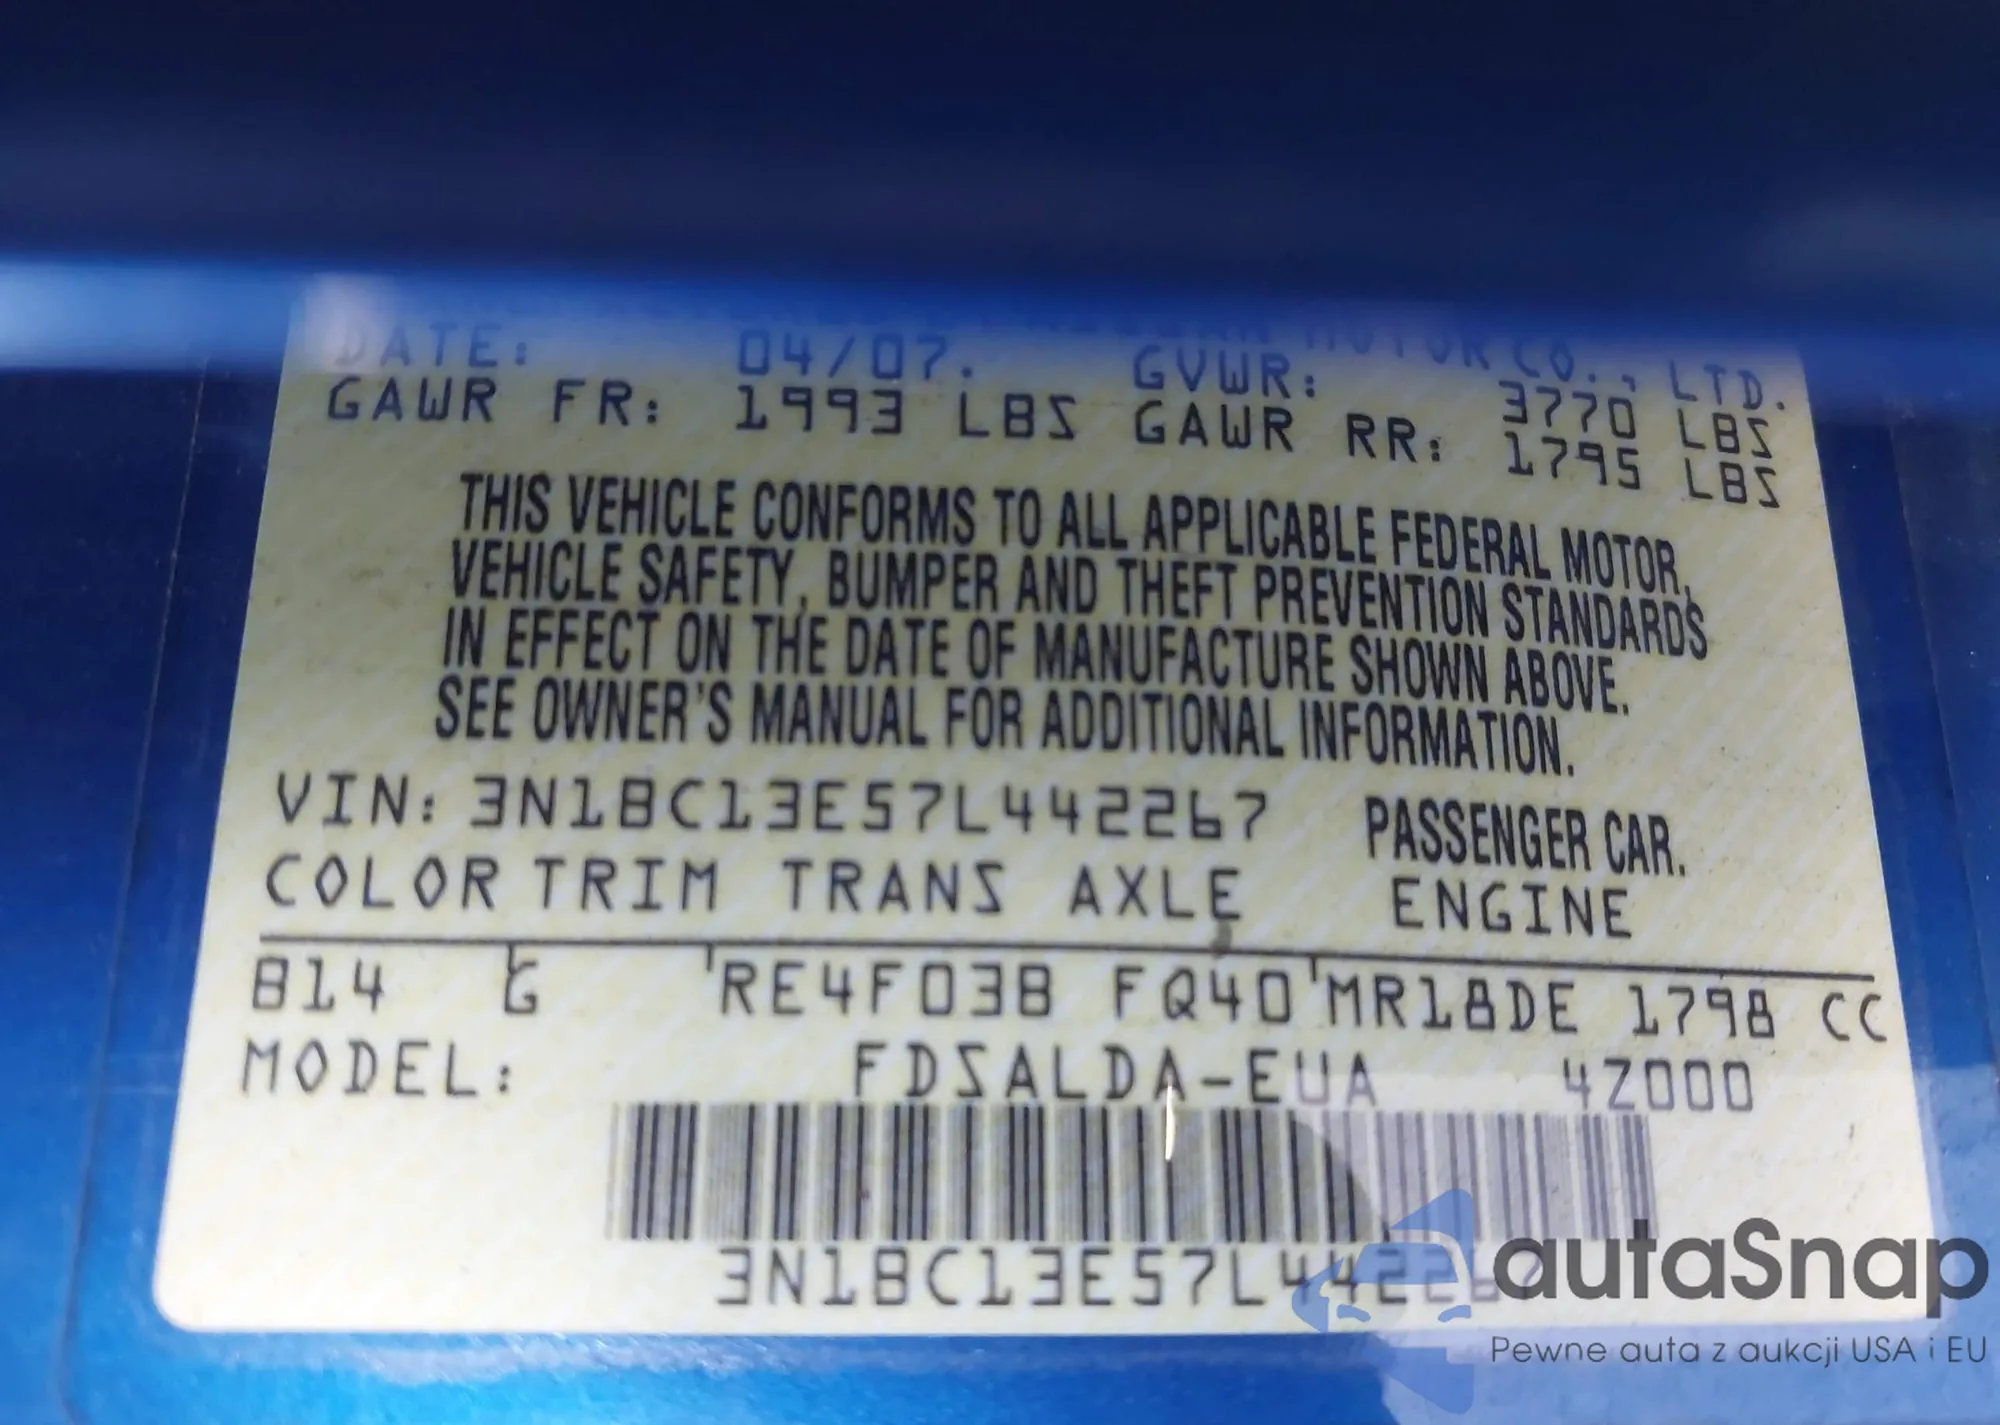 MOTOR CO., LTD.
DATE: 04/07. GVWR: 3770 LBS
GAWR FR: 1993 LBS GAWR RR: 1795 LBS
THIS VEHICLE CONFORMS TO ALL APPLICABLE FEDERAL MOTOR
VEHICLE SAFETY, BUMPER AND THEFT PREVENTION STANDARDS
IN EFFECT ON THE DATE OF MANUFACTURE SHOWN ABOVE.
SEE OWNER'S MANUAL FOR ADDITIONAL INFORMATION.
VIN: 3N1BC13E57L442267 PASSENGER CAR.
COLOR TRIM TRANS AXLE ENGINE
B14 G RE4F03B FQ40 MR18DE 1798 CC
MODEL: FDSALDA-EUA 4Z000
3N1BC13E57L442267
autaSnap
Pewne auta z aukcji USA i EU